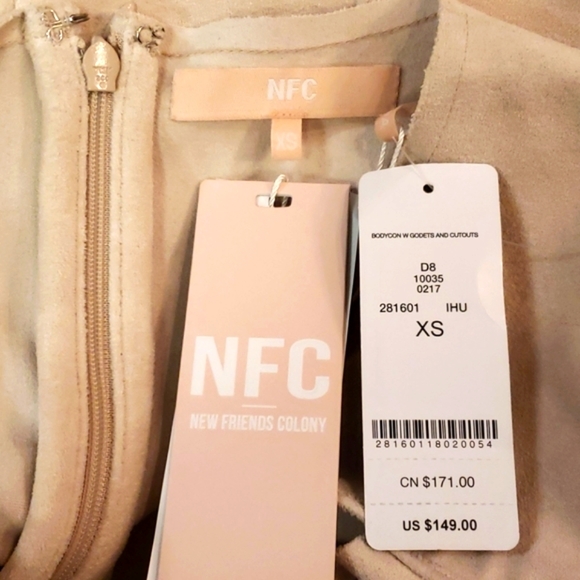 NFC
XS
NFC
NEW FRIENDS COLONY
BODYCON W GODETS AND CUTOUTS
D8
10035
0217
281601 IHU
XS
28160118020054
CN $171.00
US $149.00